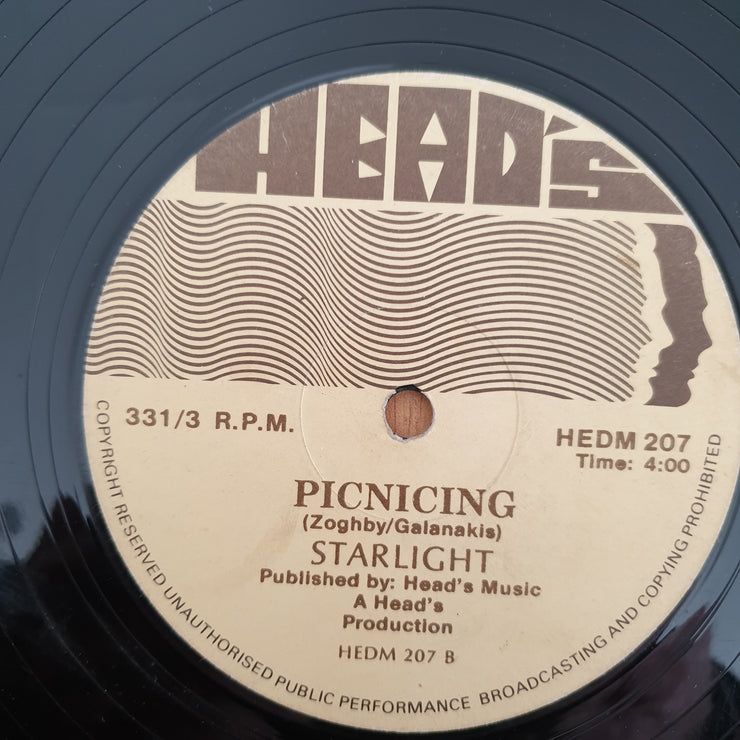 HEAD'S
331/3 R.P.M.
HEDM 207
Time: 4:00
PICNICING
(Zoghby/Galanakis)
STARLIGHT
Published by: Head's Music
A Head's
Production
HEDM 207 B
COPYRIGHT RESERVED UNAUTHORISED PUBLIC PERFORMANCE BROADCASTING AND COPYING PROHIBITED